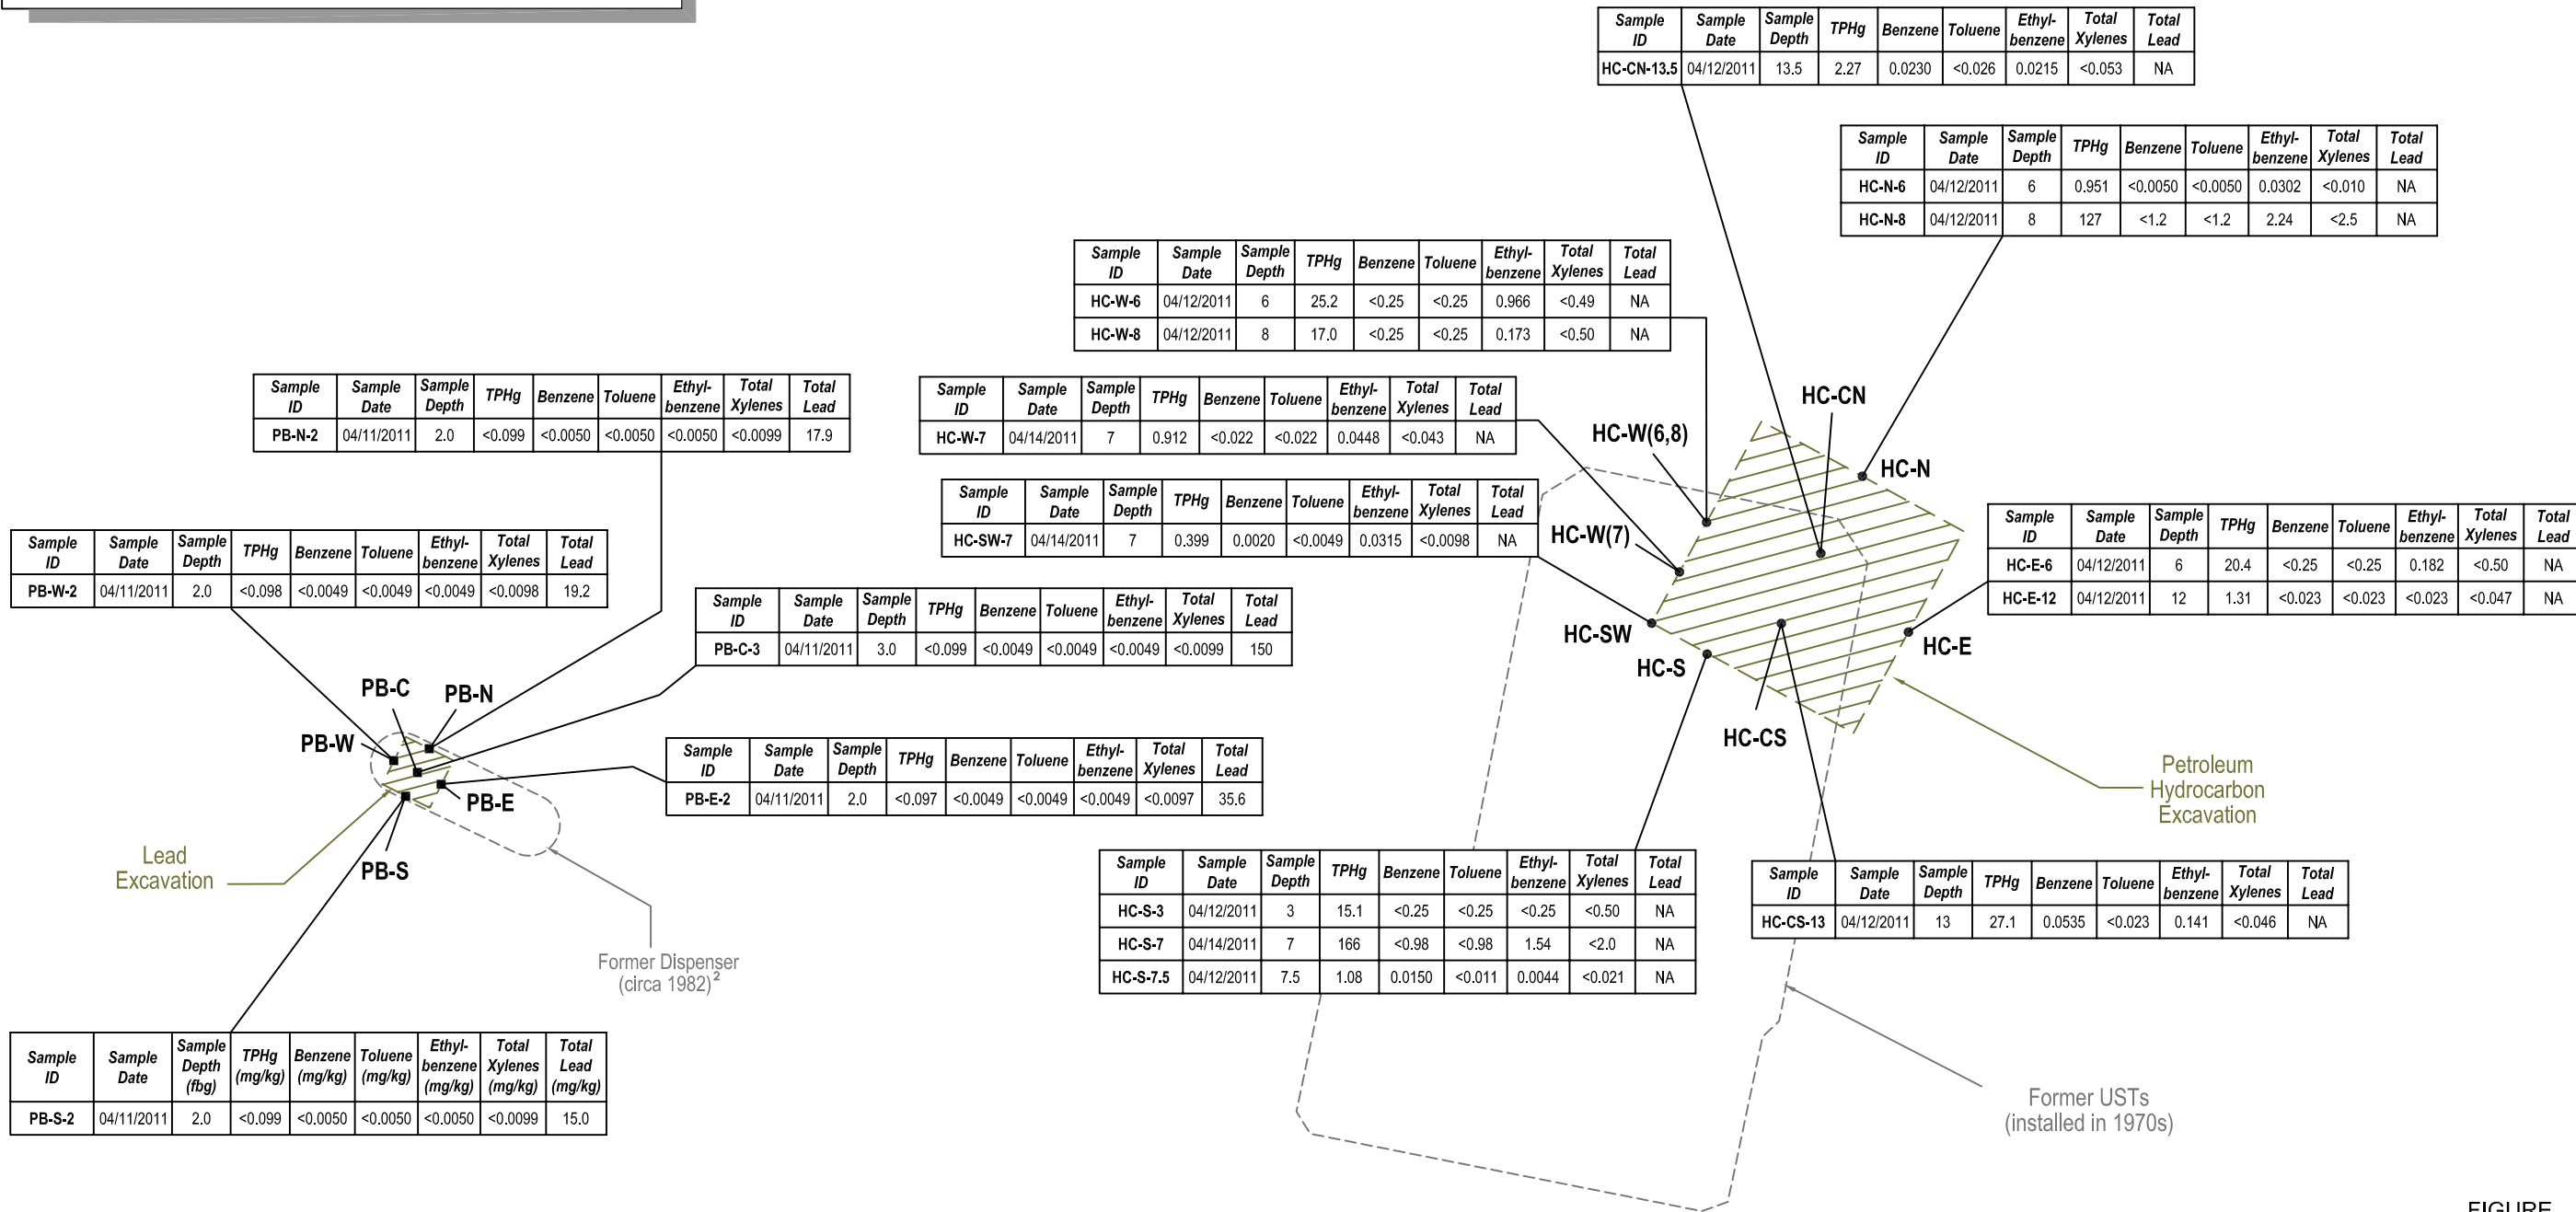 Sample ID Sample Date Sample Depth TPHg Benzene Toluene Ethyl-benzene Total Xylenes Total Lead
HC-CN-13.5 04/12/2011 13.5 2.27 0.0230 <0.026 0.0215 <0.053 NA
Sample ID Sample Date Sample Depth TPHg Benzene Toluene Ethyl-benzene Total Xylenes Total Lead
HC-N-6 04/12/2011 6 0.951 <0.0050 <0.0050 0.0302 <0.010 NA
HC-N-8 04/12/2011 8 127 <1.2 <1.2 2.24 <2.5 NA
Sample ID Sample Date Sample Depth TPHg Benzene Toluene Ethyl-benzene Total Xylenes Total Lead
HC-W-6 04/12/2011 6 25.2 <0.25 <0.25 0.966 <0.49 NA
HC-W-8 04/12/2011 8 17.0 <0.25 <0.25 0.173 <0.50 NA
Sample ID Sample Date Sample Depth TPHg Benzene Toluene Ethyl-benzene Total Xylenes Total Lead
PB-N-2 04/11/2011 2.0 <0.099 <0.0050 <0.0050 <0.0050 <0.0099 17.9
Sample ID Sample Date Sample Depth TPHg Benzene Toluene Ethyl-benzene Total Xylenes Total Lead
HC-W-7 04/14/2011 7 0.912 <0.022 <0.022 0.0448 <0.043 NA
HC-CN
HC-W(6,8)
HC-N
Sample ID Sample Date Sample Depth TPHg Benzene Toluene Ethyl-benzene Total Xylenes Total Lead
HC-SW-7 04/14/2011 7 0.399 0.0020 <0.0049 0.0315 <0.0098 NA
HC-W(7)
Sample ID Sample Date Sample Depth TPHg Benzene Toluene Ethyl-benzene Total Xylenes Total Lead
HC-E-6 04/12/2011 6 20.4 <0.25 <0.25 0.182 <0.50 NA
HC-E-12 04/12/2011 12 1.31 <0.023 <0.023 <0.023 <0.047 NA
Sample ID Sample Date Sample Depth TPHg Benzene Toluene Ethyl-benzene Total Xylenes Total Lead
PB-W-2 04/11/2011 2.0 <0.098 <0.0049 <0.0049 <0.0049 <0.0098 19.2
Sample ID Sample Date Sample Depth TPHg Benzene Toluene Ethyl-benzene Total Xylenes Total Lead
PB-C-3 04/11/2011 3.0 <0.099 <0.0049 <0.0049 <0.0049 <0.0099 150
HC-SW
HC-S
HC-E
PB-C
PB-N
PB-W
HC-CS
Sample ID Sample Date Sample Depth TPHg Benzene Toluene Ethyl-benzene Total Xylenes Total Lead
PB-E-2 04/11/2011 2.0 <0.097 <0.0049 <0.0049 <0.0049 <0.0097 35.6
PB-E
PB-S
Petroleum
Hydrocarbon
Excavation
Lead
Excavation
Sample ID Sample Date Sample Depth TPHg Benzene Toluene Ethyl-benzene Total Xylenes Total Lead
HC-S-3 04/12/2011 3 15.1 <0.25 <0.25 <0.25 <0.50 NA
HC-S-7 04/14/2011 7 166 <0.98 <0.98 1.54 <2.0 NA
HC-S-7.5 04/12/2011 7.5 1.08 0.0150 <0.011 0.0044 <0.021 NA
Sample ID Sample Date Sample Depth TPHg Benzene Toluene Ethyl-benzene Total Xylenes Total Lead
HC-CS-13 04/12/2011 13 27.1 0.0535 <0.023 0.141 <0.046 NA
Former Dispenser
(circa 1982)²
Sample ID Sample Date Sample Depth (fbg) TPHg (mg/kg) Benzene (mg/kg) Toluene (mg/kg) Ethyl-benzene (mg/kg) Total Xylenes (mg/kg) Total Lead (mg/kg)
PB-S-2 04/11/2011 2.0 <0.099 <0.0050 <0.0050 <0.0050 <0.0099 15.0
Former USTs
(installed in 1970s)
FIGURE